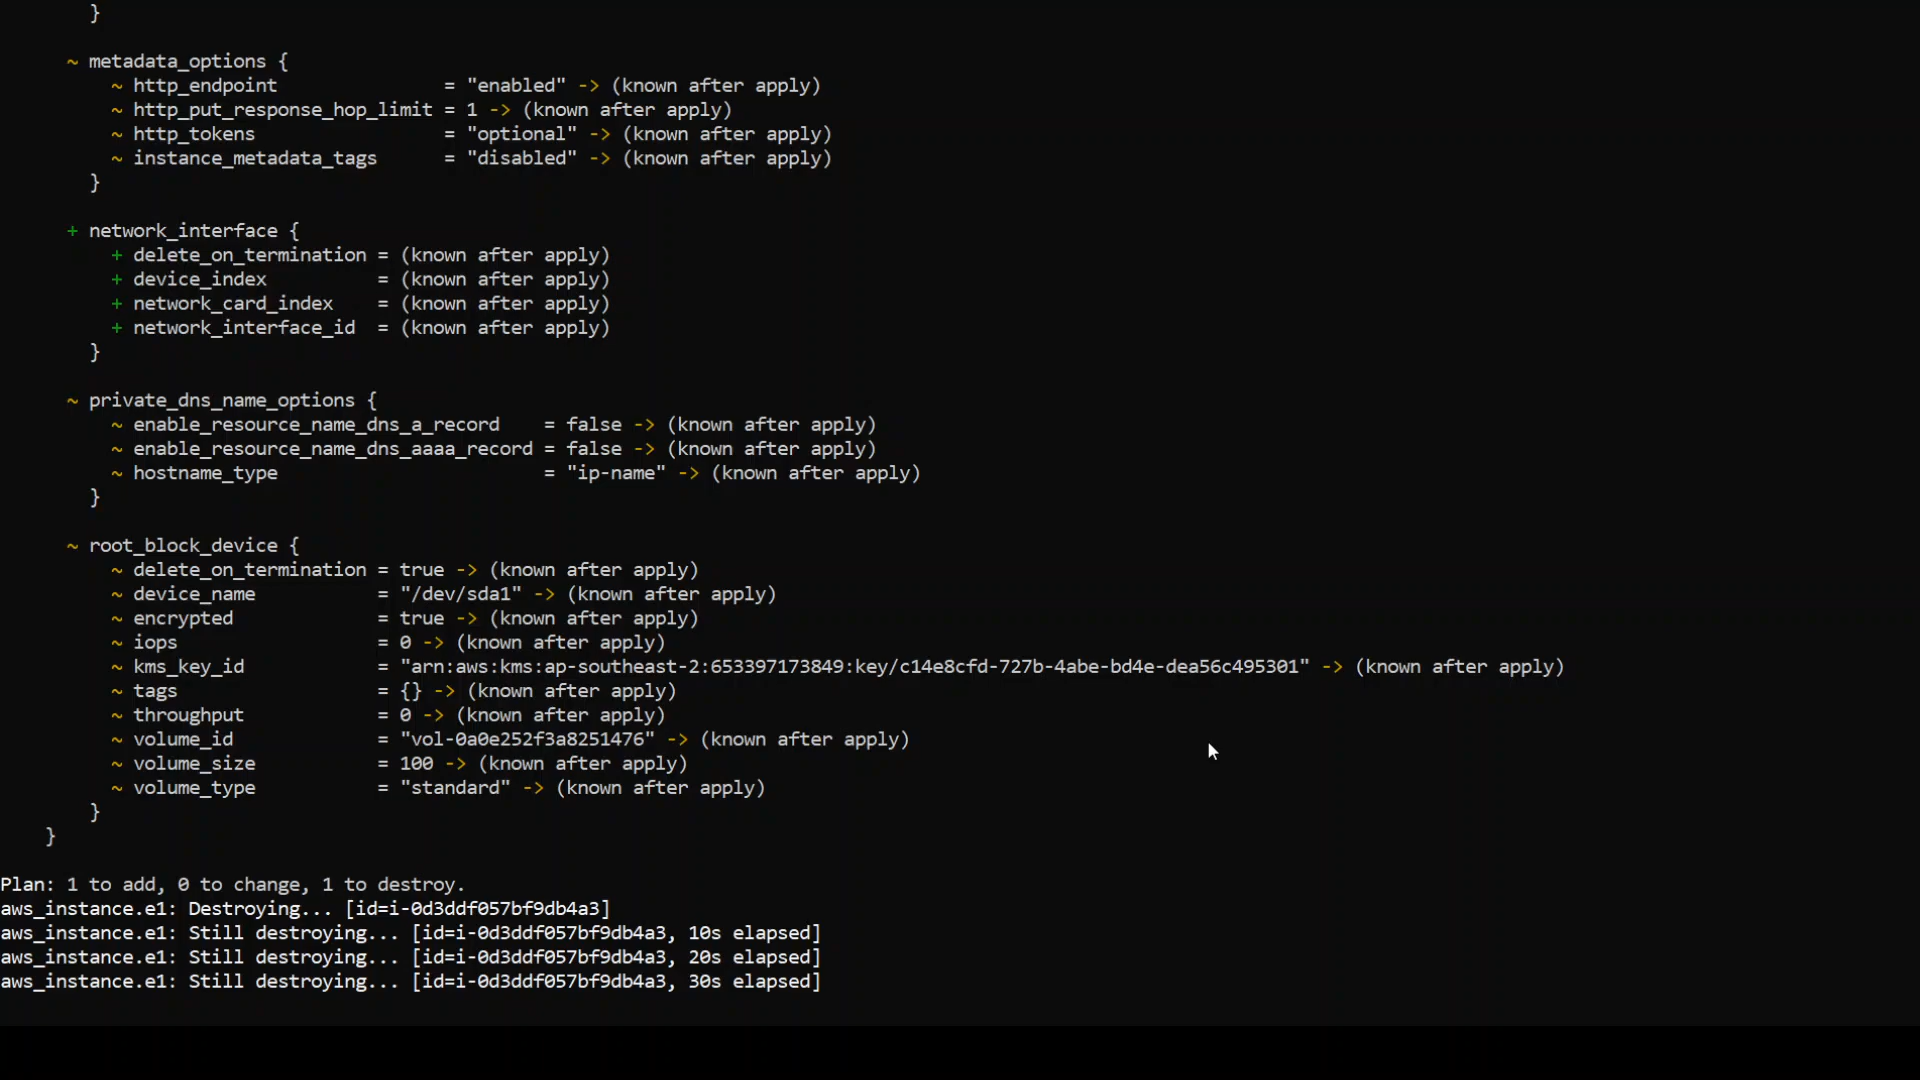 }
~ metadata_options {
~ http_endpoint = "enabled" -> (known after apply)
~ http_put_response_hop_limit = 1 -> (known after apply)
~ http_tokens = "optional" -> (known after apply)
~ instance_metadata_tags = "disabled" -> (known after apply)
}
+ network_interface {
+ delete_on_termination = (known after apply)
+ device_index = (known after apply)
+ network_card_index = (known after apply)
+ network_interface_id = (known after apply)
}
~ private_dns_name_options {
~ enable_resource_name_dns_a_record = false -> (known after apply)
~ enable_resource_name_dns_aaaa_record = false -> (known after apply)
~ hostname_type = "ip-name" -> (known after apply)
}
~ root_block_device {
~ delete_on_termination = true -> (known after apply)
~ device_name = "/dev/sda1" -> (known after apply)
~ encrypted = true -> (known after apply)
~ iops = 0 -> (known after apply)
~ kms_key_id = "arn:aws:kms:ap-southeast-2:653397173849:key/c14e8cfd-727b-4abe-bd4e-dea56c495301" -> (known after apply)
~ tags = {} -> (known after apply)
~ throughput = 0 -> (known after apply)
~ volume_id = "vol-0a0e252f3a8251476" -> (known after apply)
~ volume_size = 100 -> (known after apply)
~ volume_type = "standard" -> (known after apply)
}
}
Plan: 1 to add, 0 to change, 1 to destroy.
aws_instance.e1: Destroying... [id=i-0d3ddf057bf9db4a3]
aws_instance.e1: Still destroying... [id=i-0d3ddf057bf9db4a3, 10s elapsed]
aws_instance.e1: Still destroying... [id=i-0d3ddf057bf9db4a3, 20s elapsed]
aws_instance.e1: Still destroying... [id=i-0d3ddf057bf9db4a3, 30s elapsed]